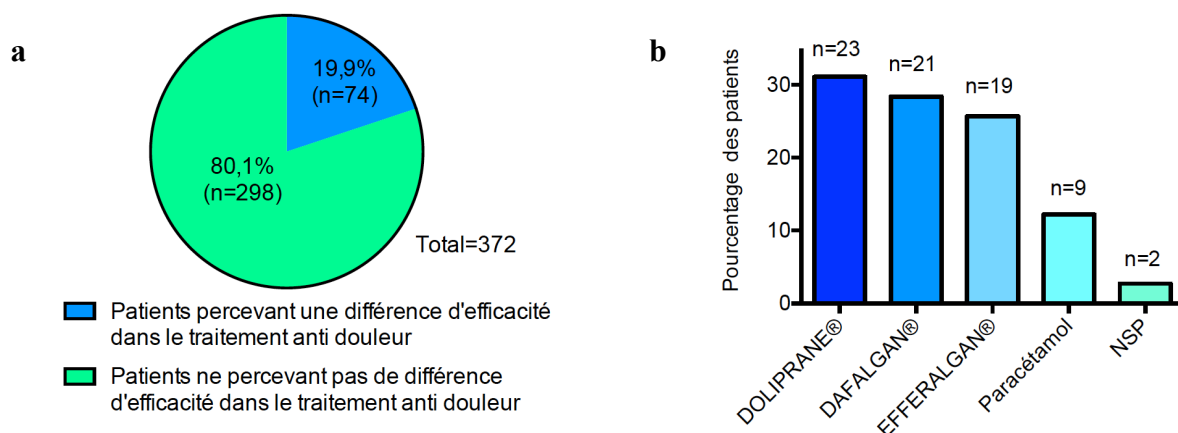 a
19,9%
(n=74)
80,1%
(n=298)
Total=372
Patients percevant une différence d'efficacité
dans le traitement anti douleur
Patients ne percevant pas de différence
d'efficacité dans le traitement anti douleur
b
Pourcentage des patients
30
20
10
0
n=23
n=21
n=19
n=9
n=2
DOLIPRANE®
DAFALGAN®
EFFERALGAN®
Paracétamol
NSP